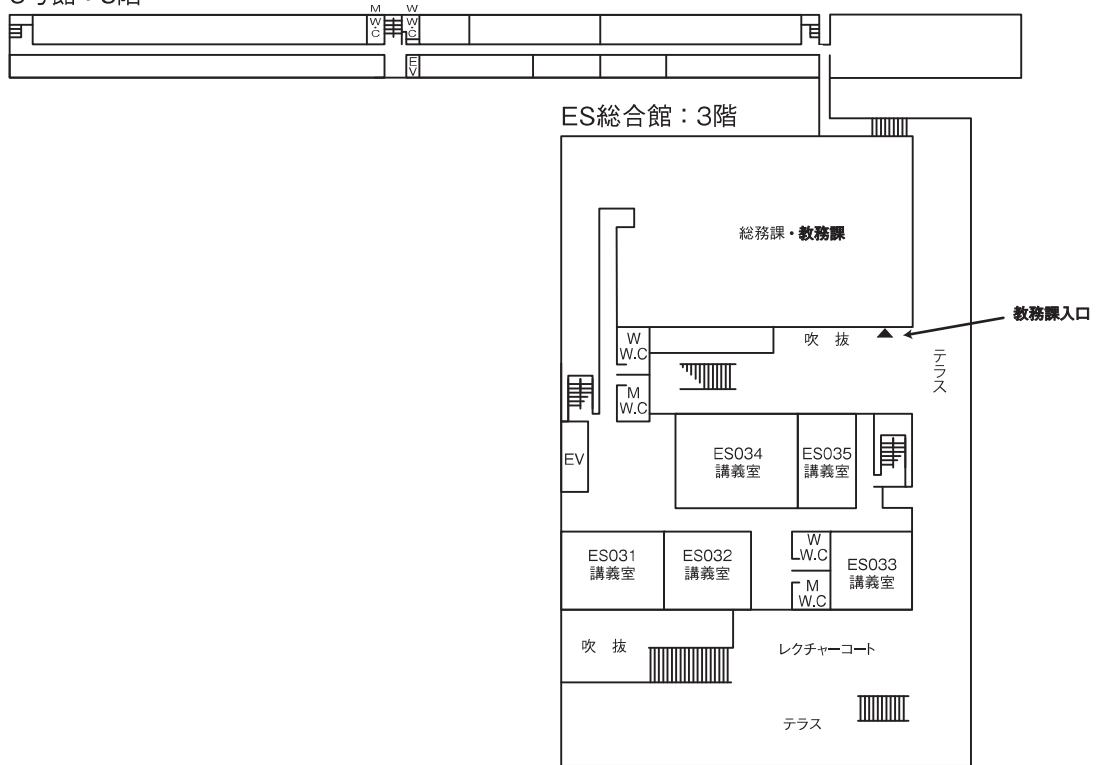 M
W.C
W
W.C
EV
ES総合館：3階
総務課・教務課
教務課入口
吹 抜
テラス
W
W.C
M
W.C
EV
ES034
講義室
ES035
講義室
ES031
講義室
ES032
講義室
W
W.C
M
W.C
ES033
講義室
吹 抜
レクチャーコート
テラス